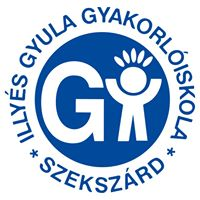 ILLYÉS GYULA GYAKORLÓISKOLA
* SZEKSZÁRD *
GY